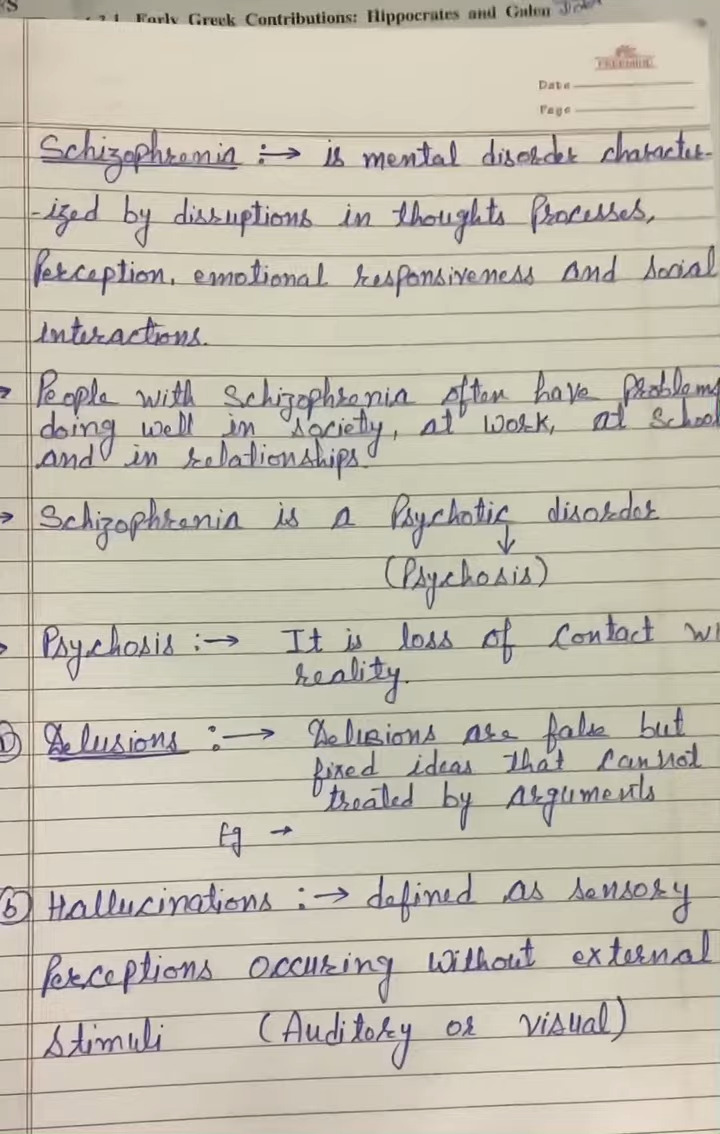 Early Greek Contributions: Hippocrates and Galen
Date
Page
Schizophrenia :→ is mental disorder character-
-ized by disruptions in thoughts Processes,
Perception, emotional responsiveness and social
interactions.
→ People with Schizophrenia often have Problems
doing well in society, at work, at School
and in relationships.
→ Schizophrenia is a Psychotic disorder
↓
(Psychosis)
Psychosis :→ It is loss of Contact wi
reality.
Delusions :→ Delusions are false but
fixed ideas that cannot
treated by arguments
Eg →
(b) Hallucinations :→ defined as sensory
Perceptions occuring without external
stimuli (Auditory or visual)